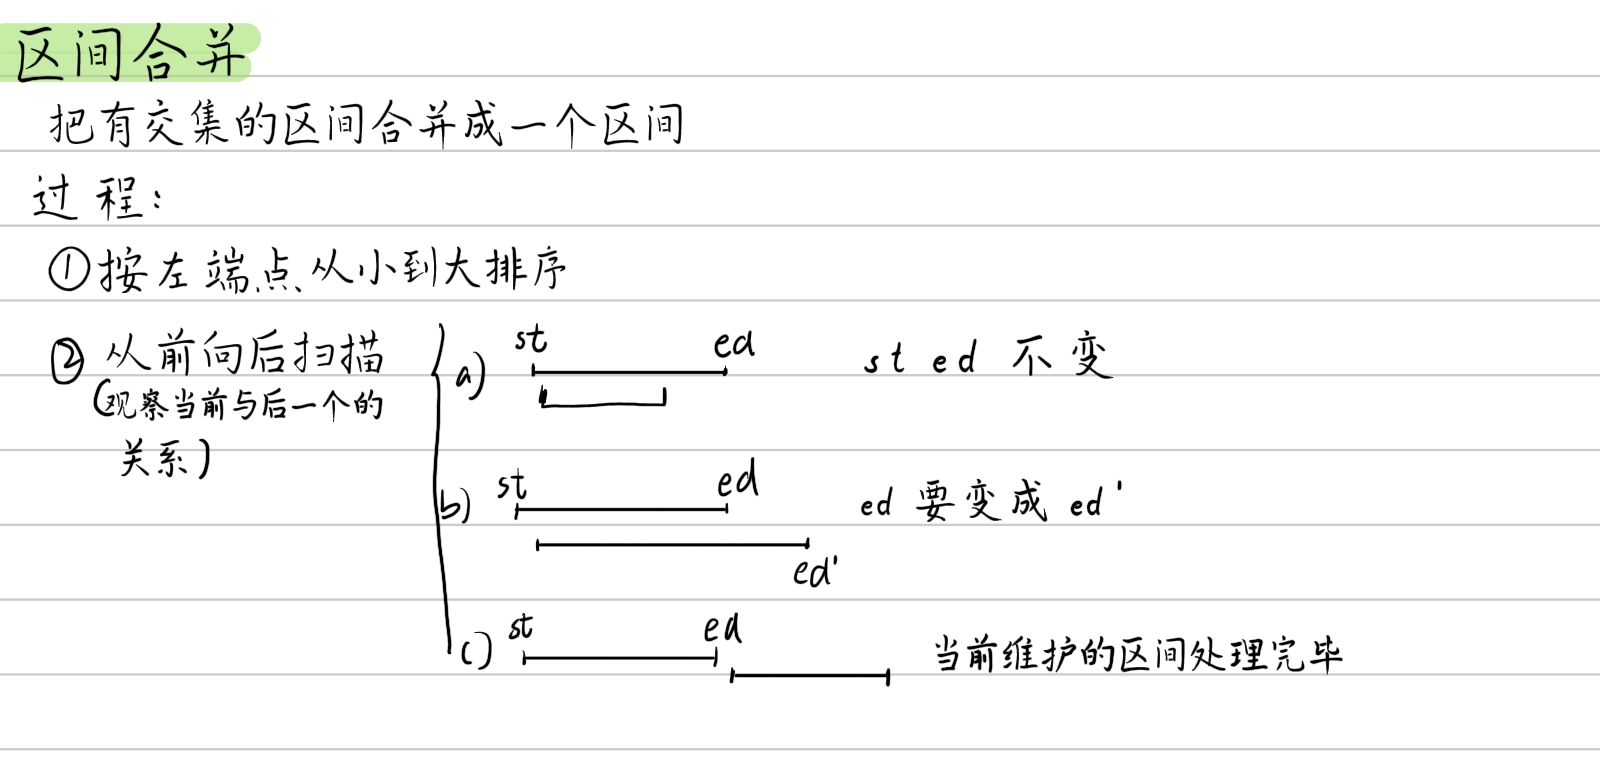 区间合并
把有交集的区间合并成一个区间
过程:
①按左端点从小到大排序
②从前向后扫描
(观察当前与后一个的
关系)
a) st ed st ed 不变
b) st ed ed 要变成 ed'
ed'
c) st ed 当前维护的区间处理完毕